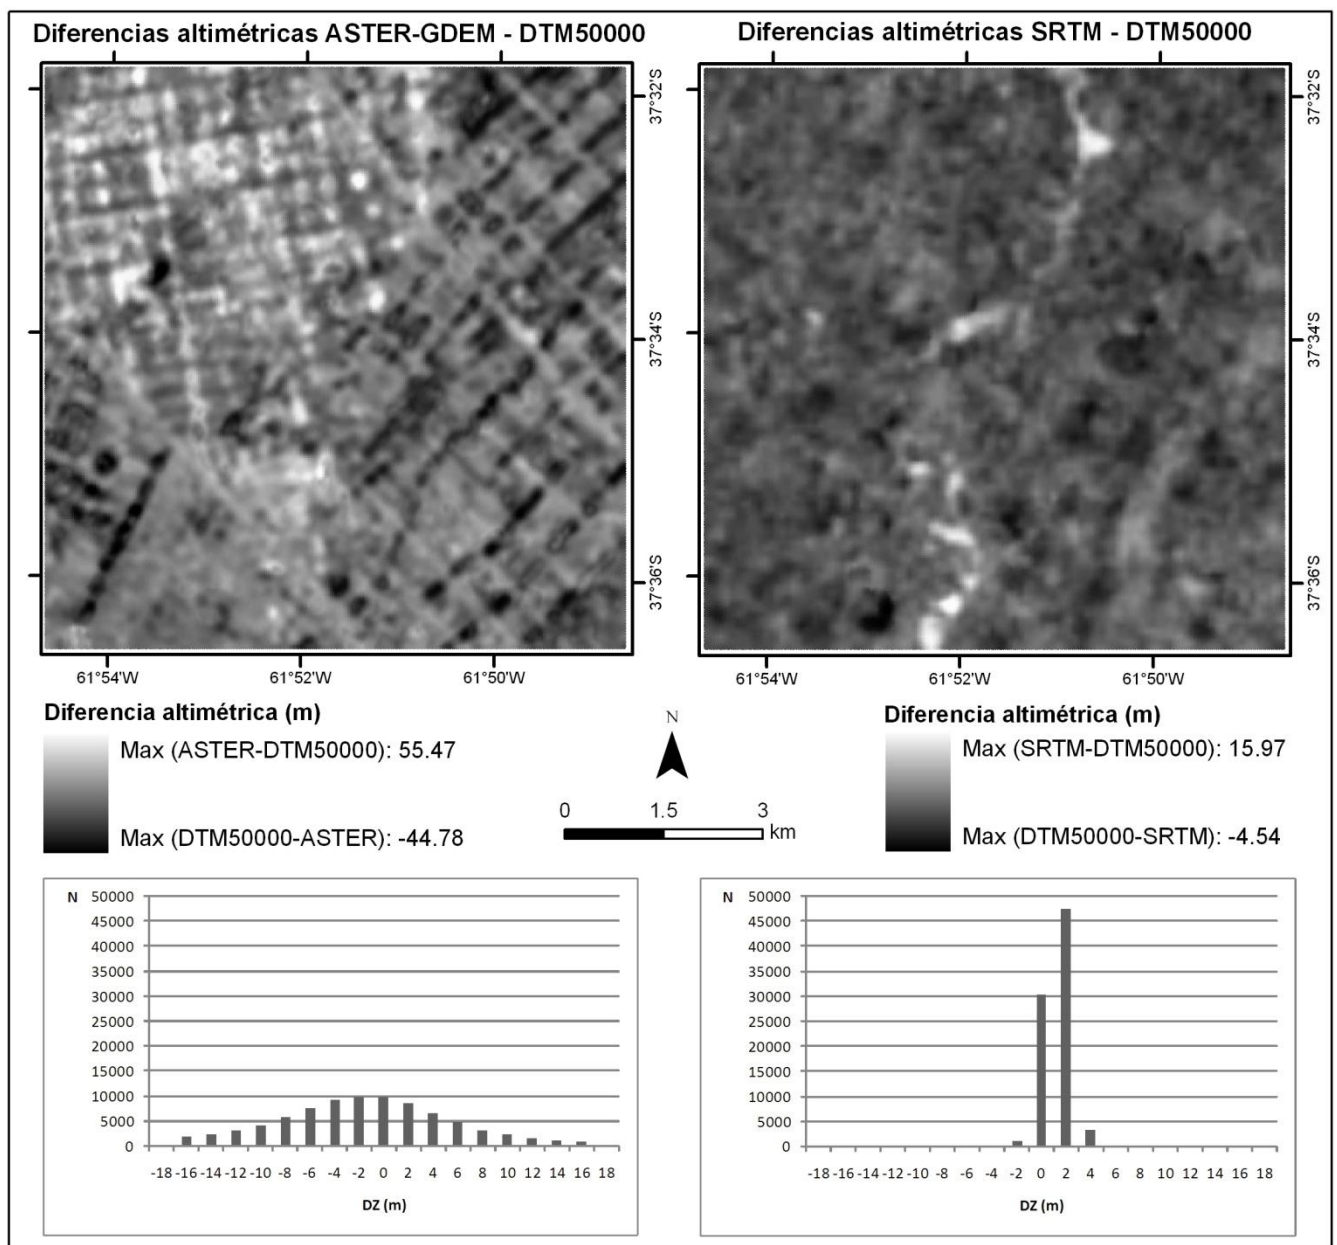 Diferencias altimétricas ASTER-GDEM - DTM50000
Diferencias altimétricas SRTM - DTM50000
37°32'S
37°34'S
37°36'S
37°32'S
37°34'S
37°36'S
61°54'W 61°52'W 61°50'W
61°54'W 61°52'W 61°50'W
Diferencia altimétrica (m)
Max (ASTER-DTM50000): 55.47
Max (DTM50000-ASTER): -44.78
N
0 1.5 3
km
Diferencia altimétrica (m)
Max (SRTM-DTM50000): 15.97
Max (DTM50000-SRTM): -4.54
N
50000
45000
40000
35000
30000
25000
20000
15000
10000
5000
0
-18 -16 -14 -12 -10 -8 -6 -4 -2 0 2 4 6 8 10 12 14 16 18
DZ (m)
N
50000
45000
40000
35000
30000
25000
20000
15000
10000
5000
0
-18 -16 -14 -12 -10 -8 -6 -4 -2 0 2 4 6 8 10 12 14 16 18
DZ (m)